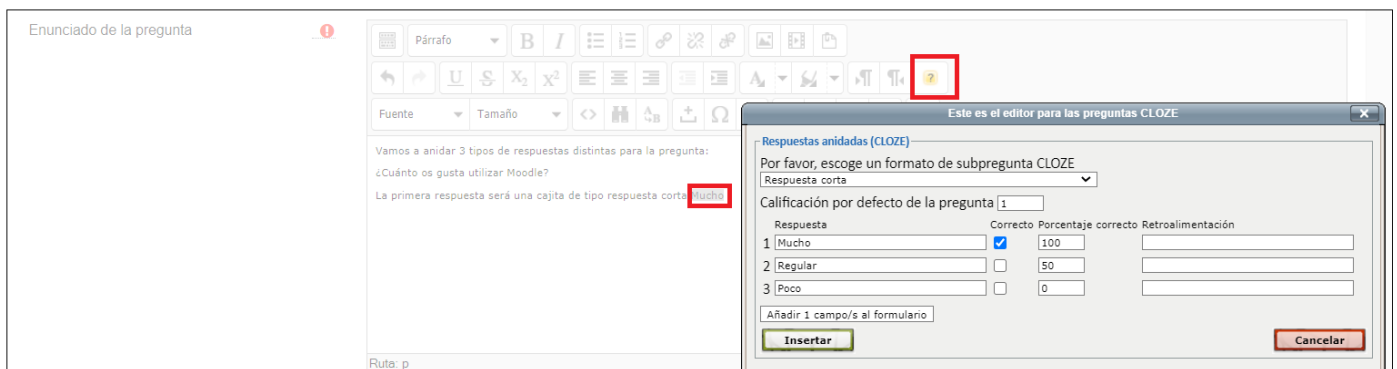 Enunciado de la pregunta
Párrafo
B I
U S X₂ X²
?
Fuente Tamaño
Ω
Vamos a anidar 3 tipos de respuestas distintas para la pregunta:
¿Cuánto os gusta utilizar Moodle?
La primera respuesta será una cajita de tipo respuesta corta Mucho
Ruta: p
Este es el editor para las preguntas CLOZE
x
Respuestas anidadas (CLOZE)
Por favor, escoge un formato de subpregunta CLOZE
Respuesta corta
Calificación por defecto de la pregunta 1
Respuesta Correcto Porcentaje correcto Retroalimentación
1 Mucho 100
2 Regular 50
3 Poco 0
Añadir 1 campo/s al formulario
Insertar Cancelar